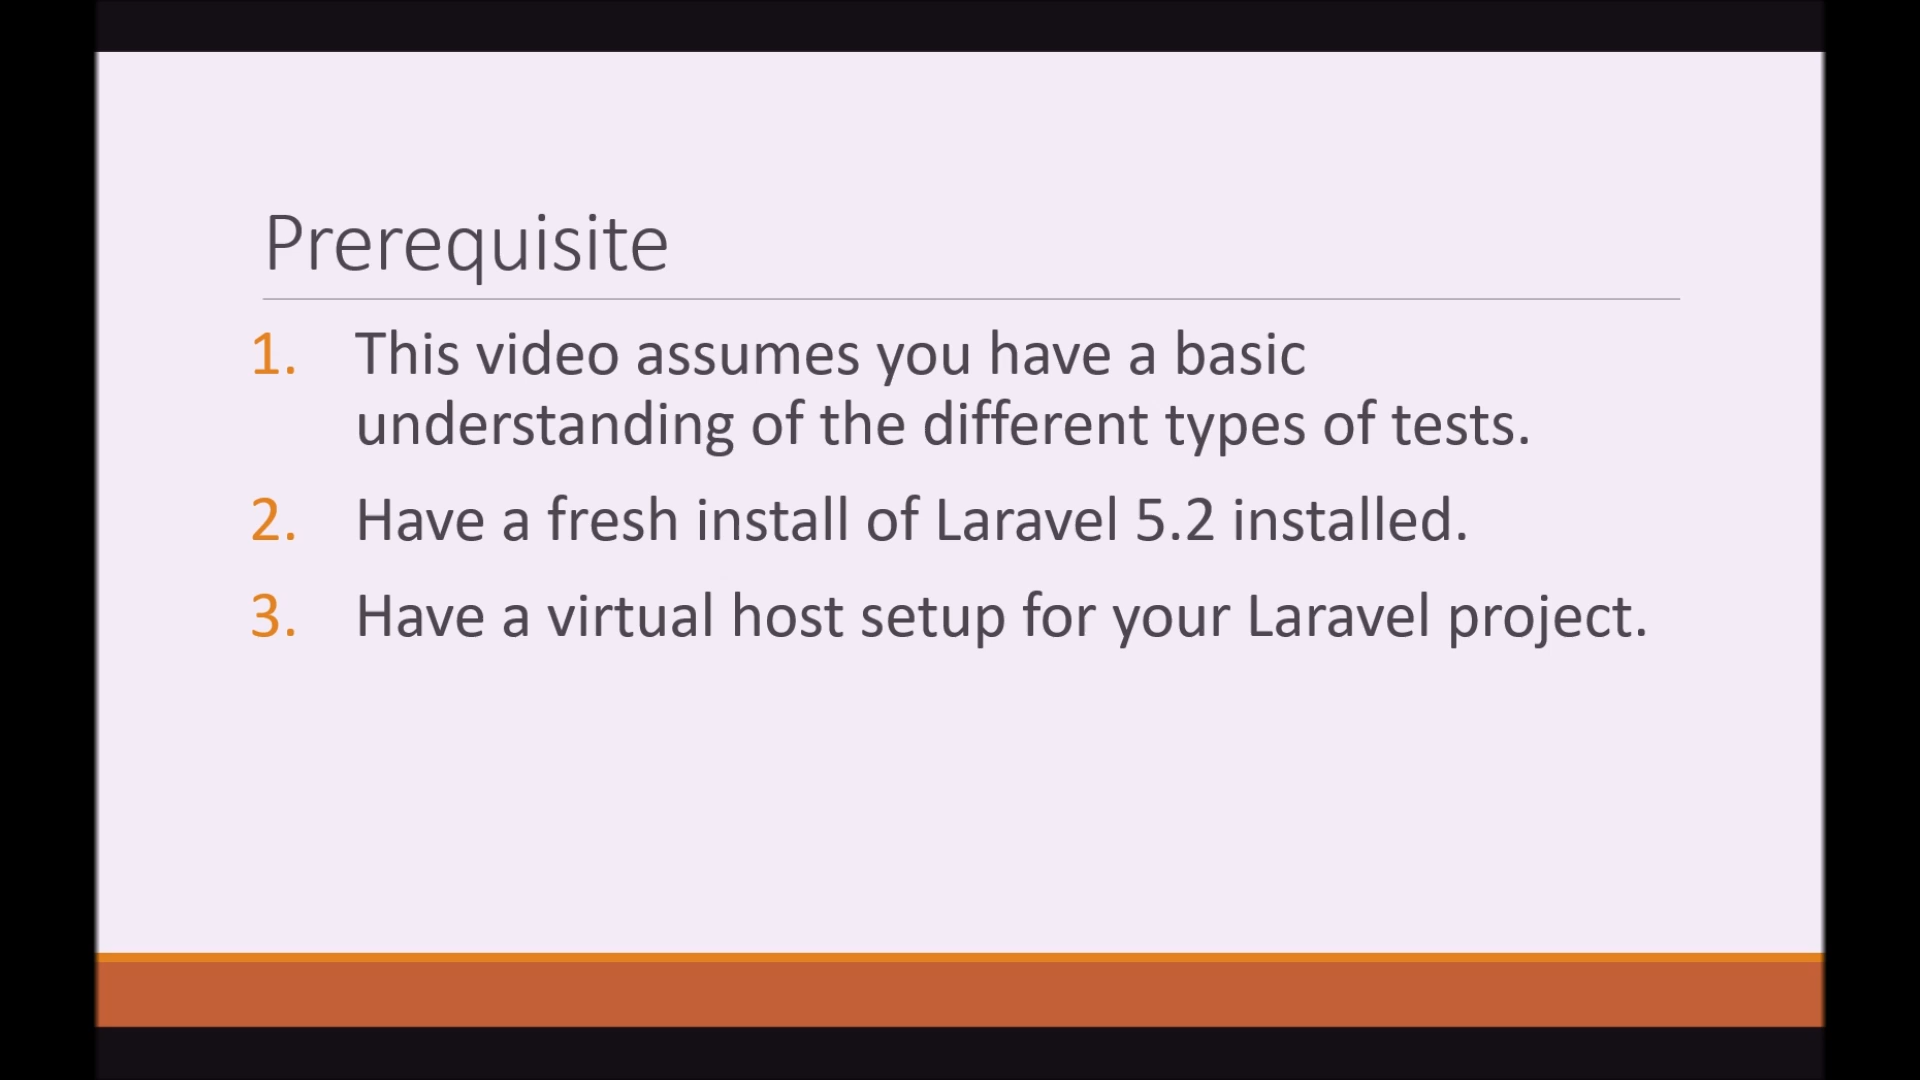 Prerequisite
1. This video assumes you have a basic
understanding of the different types of tests.
2. Have a fresh install of Laravel 5.2 installed.
3. Have a virtual host setup for your Laravel project.